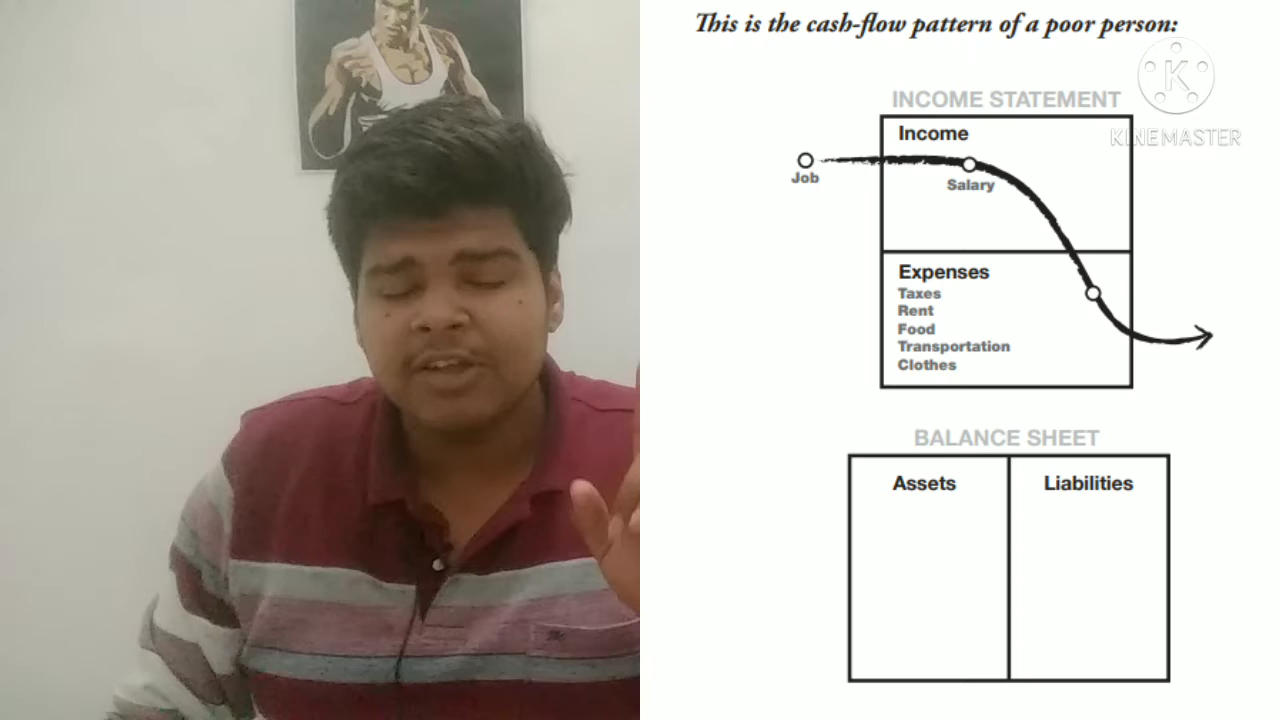 This is the cash-flow pattern of a poor person:
KINEMASTER
INCOME STATEMENT
Income
Job
Salary
Expenses
Taxes
Rent
Food
Transportation
Clothes
BALANCE SHEET
Assets
Liabilities